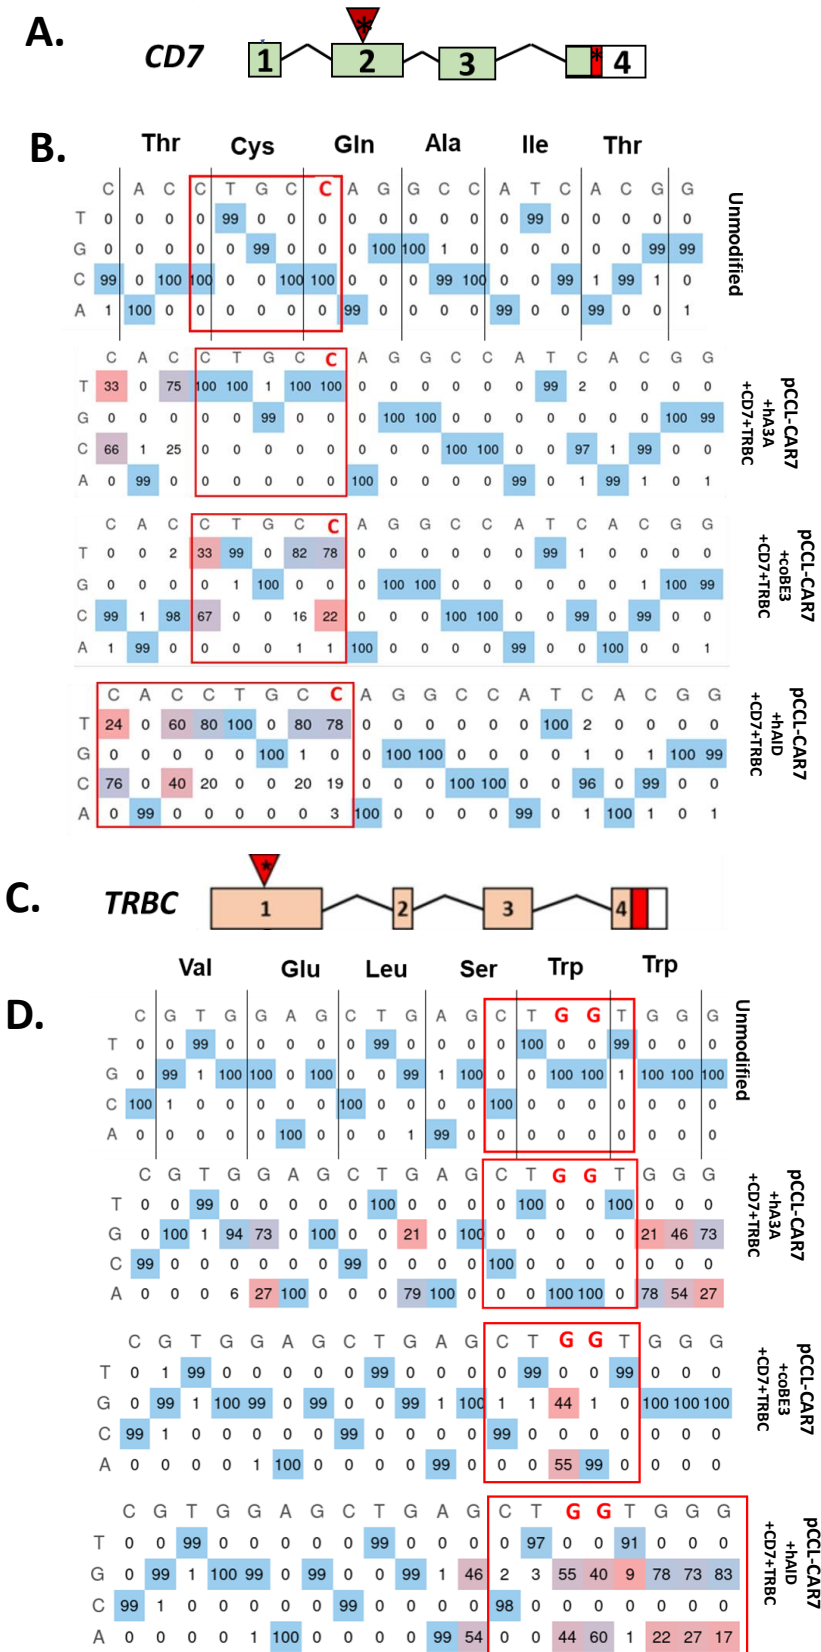 A.
CD7
1 2 3 4
* *
B.
Thr Cys Gln Ala Ile Thr
C A C C T G C C A G G C C A T C A C G G
T 0 0 0 0 99 0 0 0 0 0 0 0 0 0 99 0 0 0 0 0
G 0 0 0 0 0 99 0 0 0 100 100 1 0 0 0 0 0 0 99 99
C 99 0 100 100 0 0 100 100 0 0 0 99 100 0 0 99 1 99 1 0
A 1 100 0 0 0 0 0 0 99 0 0 0 0 99 0 0 99 0 0 1
Unmodified
C A C C T G C C A G G C C A T C A C G G
T 33 0 75 100 100 1 100 100 0 0 0 0 0 0 99 2 0 0 0 0
G 0 0 0 0 0 99 0 0 0 100 100 0 0 0 0 0 0 0 100 99
C 66 1 25 0 0 0 0 0 0 0 0 100 100 0 0 97 1 99 0 0
A 0 99 0 0 0 0 0 0 100 0 0 0 0 99 0 1 99 1 0 1
pCCL-CAR7
+hA3A
+CD7+TRBC
C A C C T G C C A G G C C A T C A C G G
T 0 0 2 33 99 0 82 78 0 0 0 0 0 0 99 1 0 0 0 0
G 0 0 0 0 1 100 0 0 0 100 100 0 0 0 0 0 0 1 100 99
C 99 1 98 67 0 0 16 22 0 0 0 100 100 0 0 99 0 99 0 0
A 1 99 0 0 0 0 1 1 100 0 0 0 0 99 0 0 100 0 0 1
pCCL-CAR7
+coBE3
+CD7+TRBC
C A C C T G C C A G G C C A T C A C G G
T 24 0 60 80 100 0 80 78 0 0 0 0 0 0 100 2 0 0 0 0
G 0 0 0 0 0 100 1 0 0 100 100 0 0 0 0 1 0 1 100 99
C 76 0 40 20 0 0 20 19 0 0 0 100 100 0 0 96 0 99 0 0
A 0 99 0 0 0 0 0 3 100 0 0 0 0 99 0 1 100 1 0 1
pCCL-CAR7
+hAID
+CD7+TRBC
C.
TRBC
1 2 3 4
*
D.
Val Glu Leu Ser Trp Trp
C G T G G A G C T G A G C T G G T G G G
T 0 0 99 0 0 0 0 0 99 0 0 0 0 100 0 0 99 0 0 0
G 0 99 1 100 100 0 100 0 0 99 1 100 0 0 100 100 1 100 100 100
C 100 1 0 0 0 0 0 100 0 0 0 0 100 0 0 0 0 0 0 0
A 0 0 0 0 0 100 0 0 0 1 99 0 0 0 0 0 0 0 0 0
Unmodified
C G T G G A G C T G A G C T G G T G G G
T 0 0 99 0 0 0 0 0 100 0 0 0 0 100 0 0 100 0 0 0
G 0 100 1 94 73 0 100 0 0 21 0 100 0 0 0 0 0 21 46 73
C 99 0 0 0 0 0 0 99 0 0 0 0 100 0 0 0 0 0 0 0
A 0 0 0 6 27 100 0 0 0 79 100 0 0 0 100 100 0 78 54 27
pCCL-CAR7
+hA3A
+CD7+TRBC
C G T G G A G C T G A G C T G G T G G G
T 0 1 99 0 0 0 0 0 99 0 0 0 0 99 0 0 99 0 0 0
G 0 99 1 100 99 0 99 0 0 99 1 100 1 1 44 1 0 100 100 100
C 99 1 0 0 0 0 0 99 0 0 0 0 99 0 0 0 0 0 0 0
A 0 0 0 0 1 100 0 0 0 0 99 0 0 0 55 99 0 0 0 0
pCCL-CAR7
+coBE3
+CD7+TRBC
C G T G G A G C T G A G C T G G T G G G
T 0 0 99 0 0 0 0 0 99 0 0 0 0 97 0 0 91 0 0 0
G 0 99 1 100 99 0 99 0 0 99 1 46 2 3 55 40 9 78 73 83
C 99 1 0 0 0 0 0 99 0 0 0 0 98 0 0 0 0 0 0 0
A 0 0 0 0 1 100 0 0 0 0 99 54 0 0 44 60 1 22 27 17
pCCL-CAR7
+hAID
+CD7+TRBC